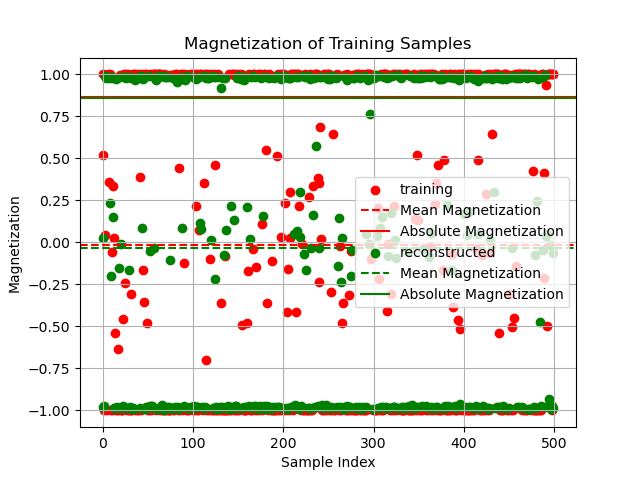 Magnetization of Training Samples
Magnetization
1.00
0.75
0.50
0.25
0.00
−0.25
−0.50
−0.75
−1.00
training
Mean Magnetization
Absolute Magnetization
reconstructed
Mean Magnetization
Absolute Magnetization
0 100 200 300 400 500
Sample Index